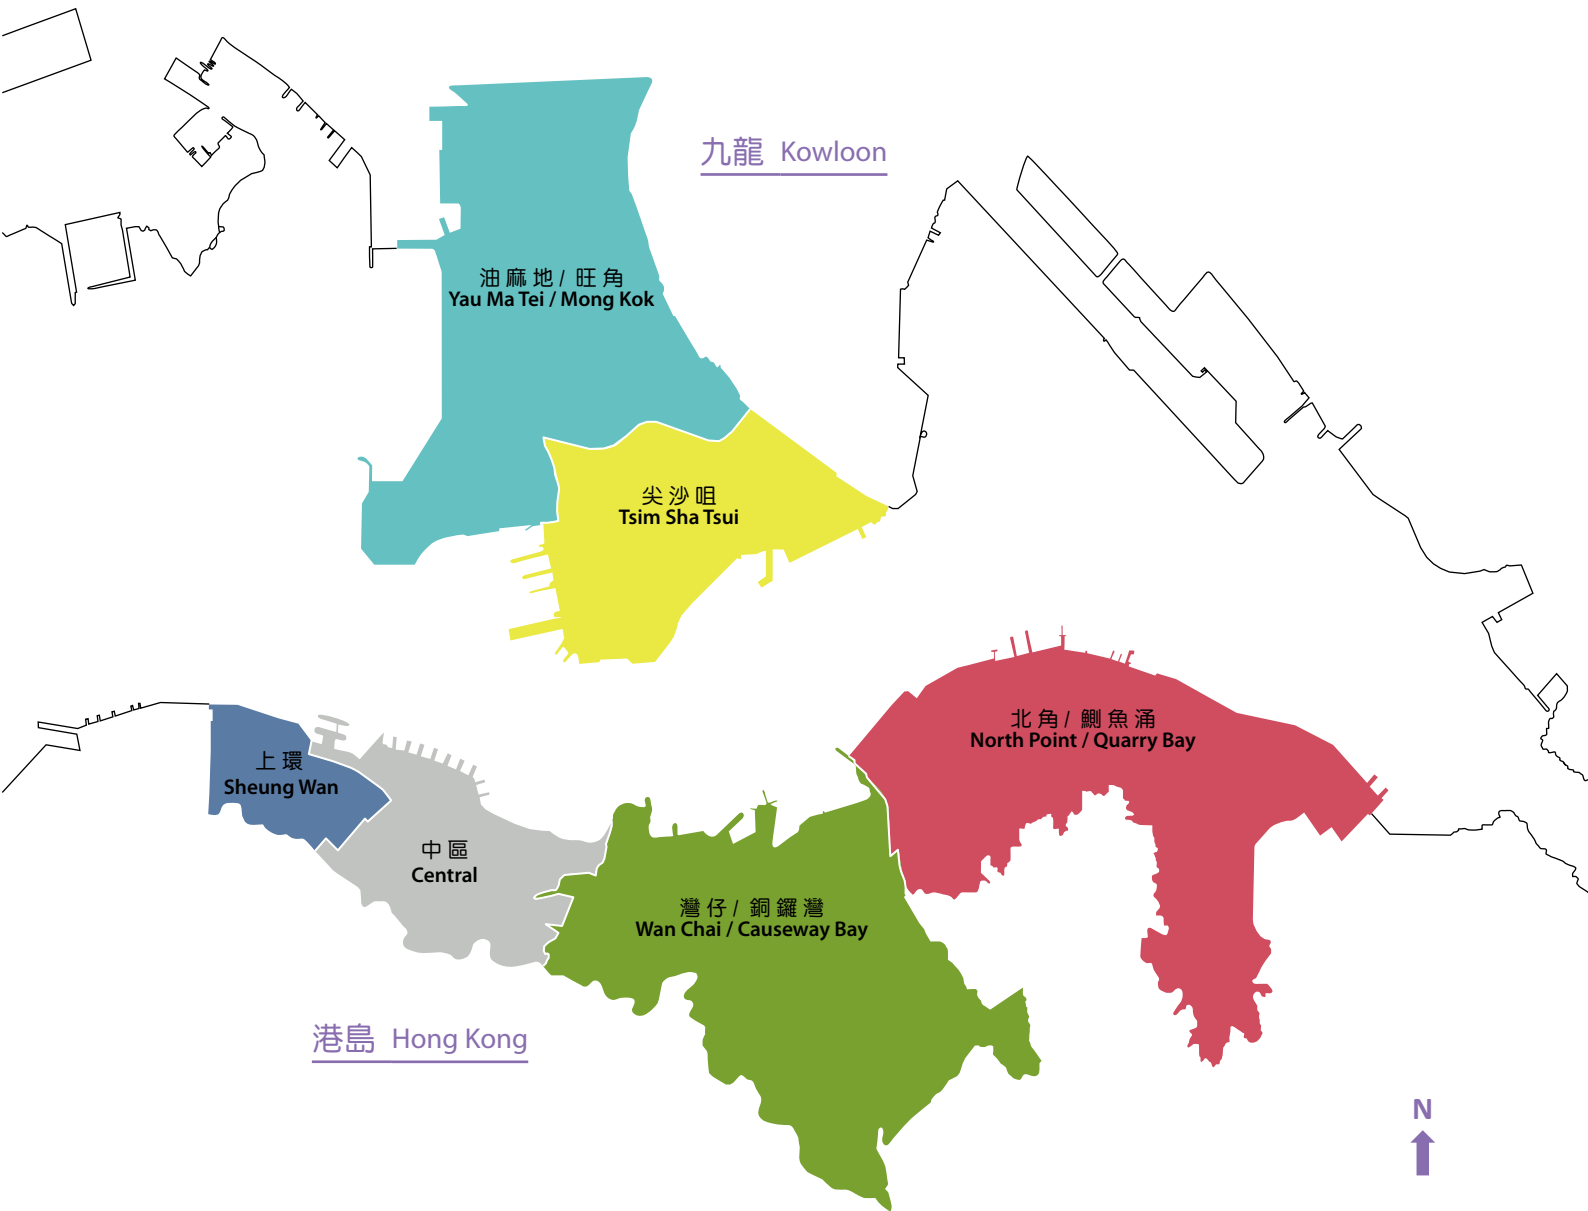 九龍 Kowloon
油麻地/ 旺角
Yau Ma Tei / Mong Kok
尖沙咀
Tsim Sha Tsui
北角/ 鰂魚涌
North Point / Quarry Bay
上環
Sheung Wan
中區
Central
灣仔/ 銅鑼灣
Wan Chai / Causeway Bay
港島 Hong Kong
N